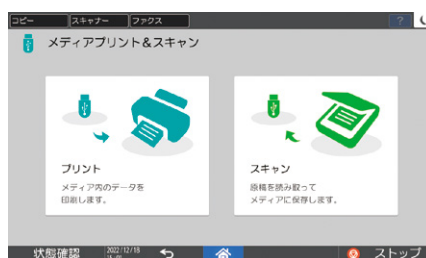 コピー
スキャナー
ファクス
?
メディアプリント&スキャン
プリント
メディア内のデータを
印刷します。
スキャン
原稿を読み取って
メディアに保存します。
状態確認
2022/12/18
ストップ